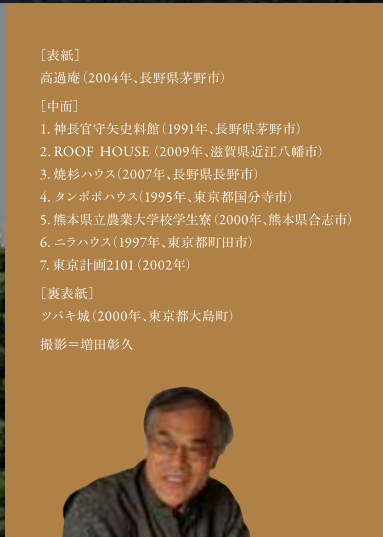 ［表紙］
高過庵（2004年、長野県茅野市）
［中面］
1. 神長官守矢史料館（1991年、長野県茅野市）
2. ROOF HOUSE（2009年、滋賀県近江八幡市）
3. 焼杉ハウス（2007年、長野県長野市）
4. タンポポハウス（1995年、東京都国分寺市）
5. 熊本県立農業大学校学生寮（2000年、熊本県合志市）
6. ニラハウス（1997年、東京都町田市）
7. 東京計画2101（2002年）
［裏表紙］
ツバキ城（2000年、東京都大島町）
撮影＝増田彰久